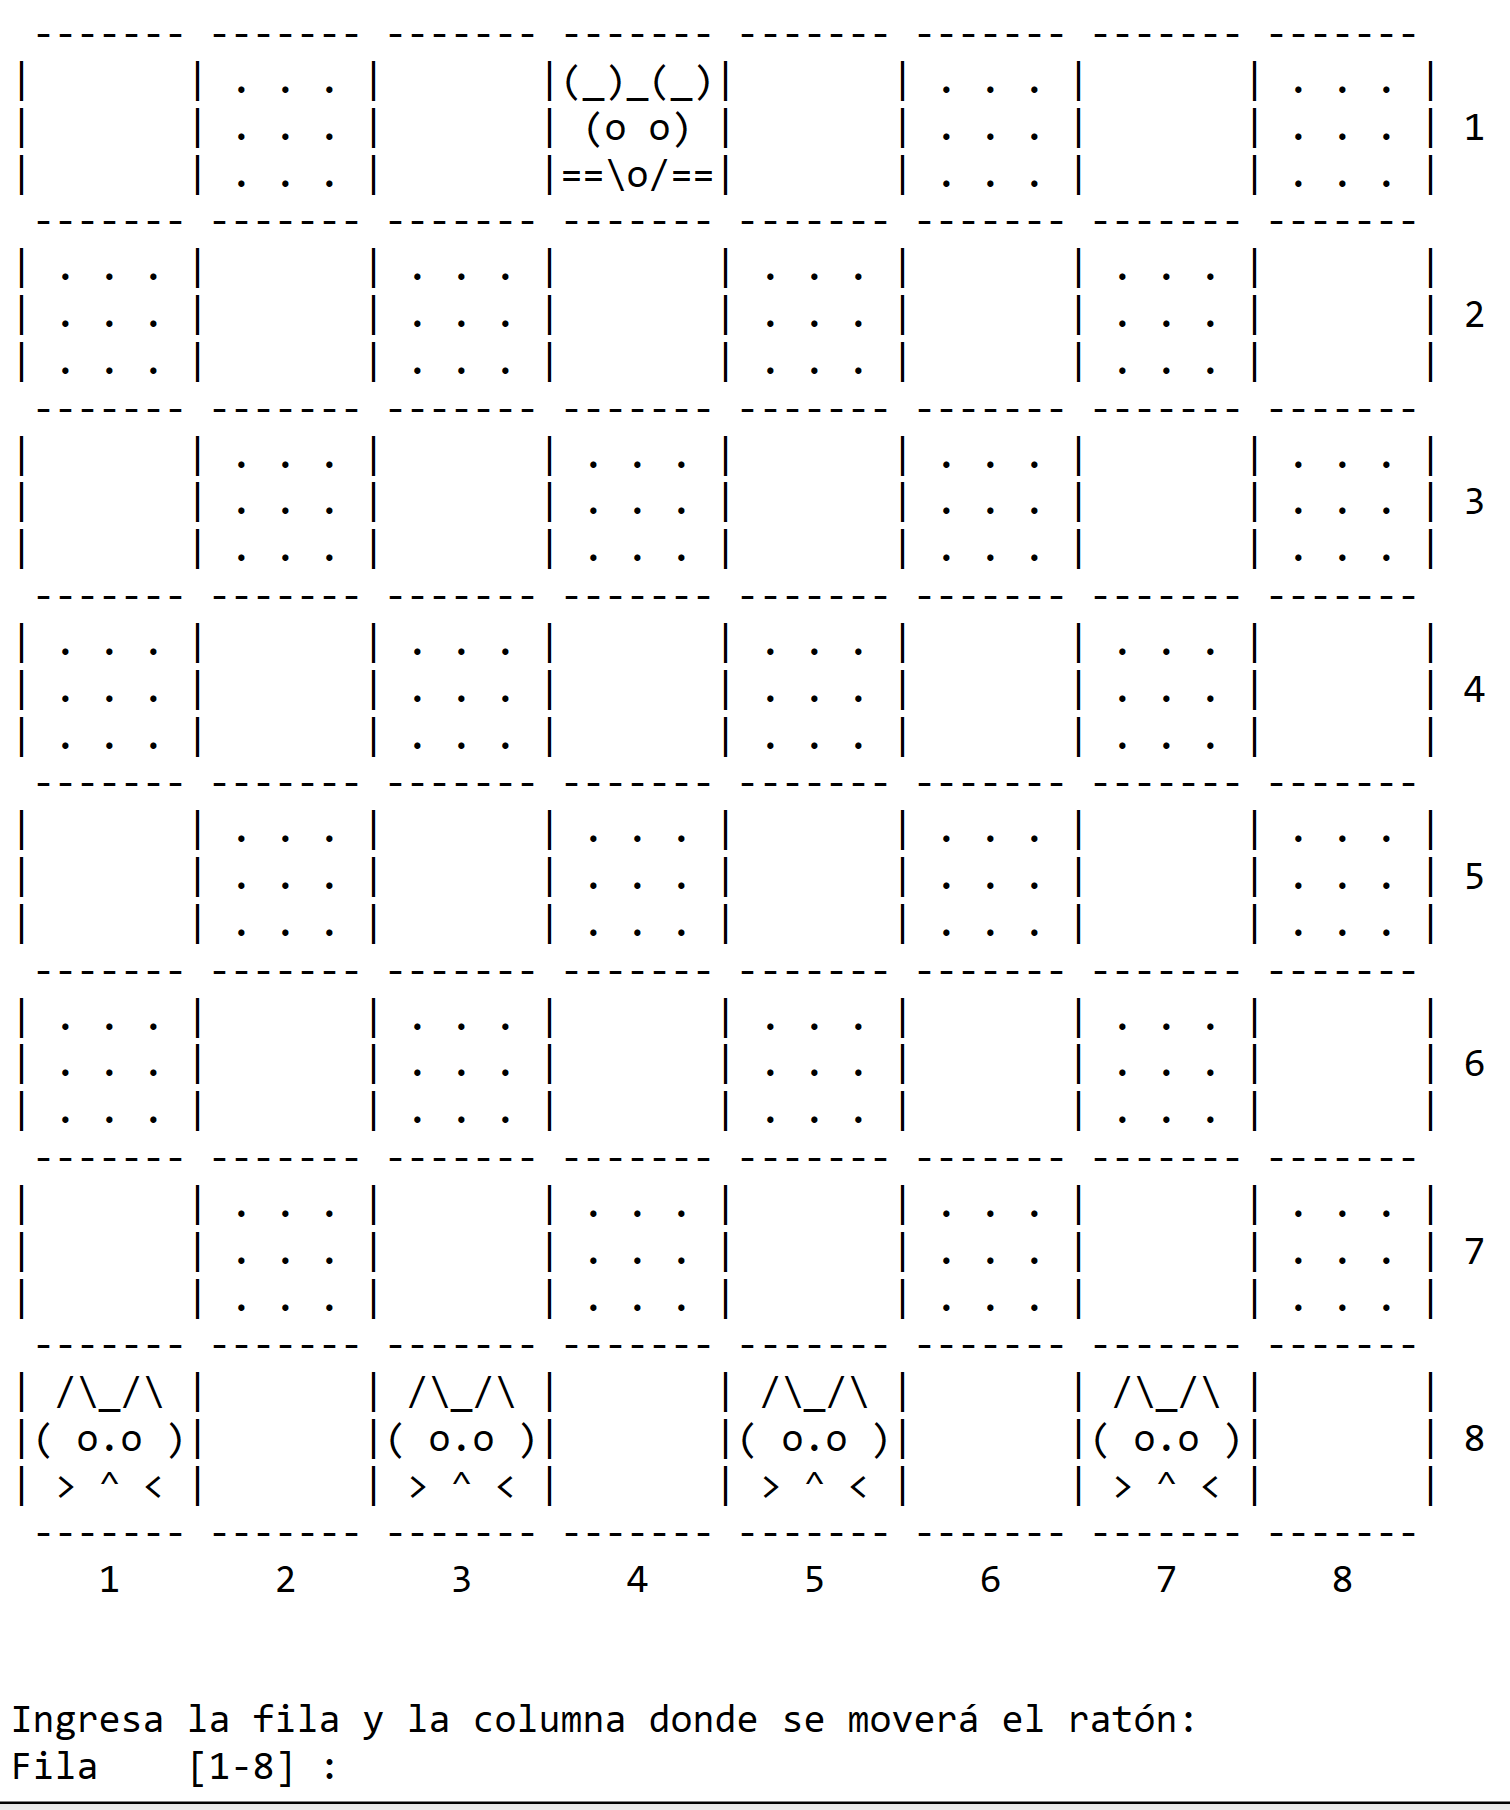 ------- ------- ------- ------- ------- ------- ------- -------
|       | . . . |       |(_)_(_)|       | . . . |       | . . . |
|       | . . . |       | (o o) |       | . . . |       | . . . | 1
|       | . . . |       |==\o/==|       | . . . |       | . . . |
 ------- ------- ------- ------- ------- ------- ------- -------
| . . . |       | . . . |       | . . . |       | . . . |       |
| . . . |       | . . . |       | . . . |       | . . . |       | 2
| . . . |       | . . . |       | . . . |       | . . . |       |
 ------- ------- ------- ------- ------- ------- ------- -------
|       | . . . |       | . . . |       | . . . |       | . . . |
|       | . . . |       | . . . |       | . . . |       | . . . | 3
|       | . . . |       | . . . |       | . . . |       | . . . |
 ------- ------- ------- ------- ------- ------- ------- -------
| . . . |       | . . . |       | . . . |       | . . . |       |
| . . . |       | . . . |       | . . . |       | . . . |       | 4
| . . . |       | . . . |       | . . . |       | . . . |       |
 ------- ------- ------- ------- ------- ------- ------- -------
|       | . . . |       | . . . |       | . . . |       | . . . |
|       | . . . |       | . . . |       | . . . |       | . . . | 5
|       | . . . |       | . . . |       | . . . |       | . . . |
 ------- ------- ------- ------- ------- ------- ------- -------
| . . . |       | . . . |       | . . . |       | . . . |       |
| . . . |       | . . . |       | . . . |       | . . . |       | 6
| . . . |       | . . . |       | . . . |       | . . . |       |
 ------- ------- ------- ------- ------- ------- ------- -------
|       | . . . |       | . . . |       | . . . |       | . . . |
|       | . . . |       | . . . |       | . . . |       | . . . | 7
|       | . . . |       | . . . |       | . . . |       | . . . |
 ------- ------- ------- ------- ------- ------- ------- -------
| /\_/\ |       | /\_/\ |       | /\_/\ |       | /\_/\ |       |
|( o.o )|       |( o.o )|       |( o.o )|       |( o.o )|       | 8
| > ^ < |       | > ^ < |       | > ^ < |       | > ^ < |       |
 ------- ------- ------- ------- ------- ------- ------- -------
    1       2       3       4       5       6       7       8
Ingresa la fila y la columna donde se moverá el ratón:
Fila    [1-8] :